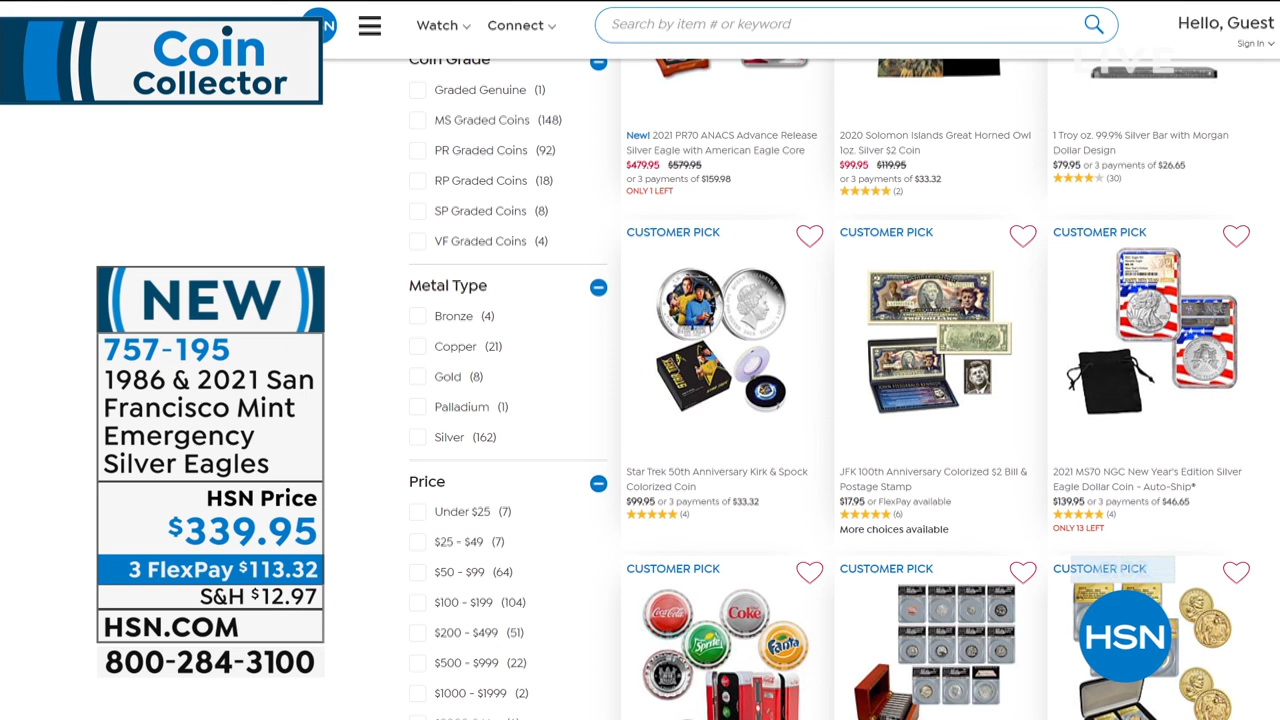 Coin
Collector
HSN
Watch
Connect
Search by item # or keyword
Hello, Guest
Sign In
LIVE
Coin Grade
Graded Genuine (1)
MS Graded Coins (148)
PR Graded Coins (92)
RP Graded Coins (18)
SP Graded Coins (8)
VF Graded Coins (4)
Metal Type
Bronze (4)
Copper (21)
Gold (8)
Palladium (1)
Silver (162)
Price
Under $25 (7)
$25 - $49 (7)
$50 - $99 (64)
$100 - $199 (104)
$200 - $499 (51)
$500 - $999 (22)
$1000 - $1999 (2)
New! 2021 PR70 ANACS Advance Release
Silver Eagle with American Eagle Core
$479.95 $579.95
or 3 payments of $159.98
ONLY 1 LEFT
2020 Solomon Islands Great Horned Owl
1oz. Silver $2 Coin
$99.95 $119.95
or 3 payments of $33.32
(2)
1 Troy oz. 99.9% Silver Bar with Morgan
Dollar Design
$79.95 or 3 payments of $26.65
(30)
CUSTOMER PICK
Star Trek 50th Anniversary Kirk & Spock
Colorized Coin
$99.95 or 3 payments of $33.32
(4)
CUSTOMER PICK
JFK 100th Anniversary Colorized $2 Bill &
Postage Stamp
$17.95 or FlexPay available
(6)
More choices available
CUSTOMER PICK
2021 MS70 NGC New Year's Edition Silver
Eagle Dollar Coin - Auto-Ship®
$139.95 or 3 payments of $46.65
(4)
ONLY 13 LEFT
CUSTOMER PICK
Coca-Cola
Coke
Sprite
Fanta
CUSTOMER PICK
CUSTOMER PICK
HSN
NEW
757-195
1986 & 2021 San
Francisco Mint
Emergency
Silver Eagles
HSN Price
$339.95
3 FlexPay $113.32
S&H $12.97
HSN.COM
800-284-3100